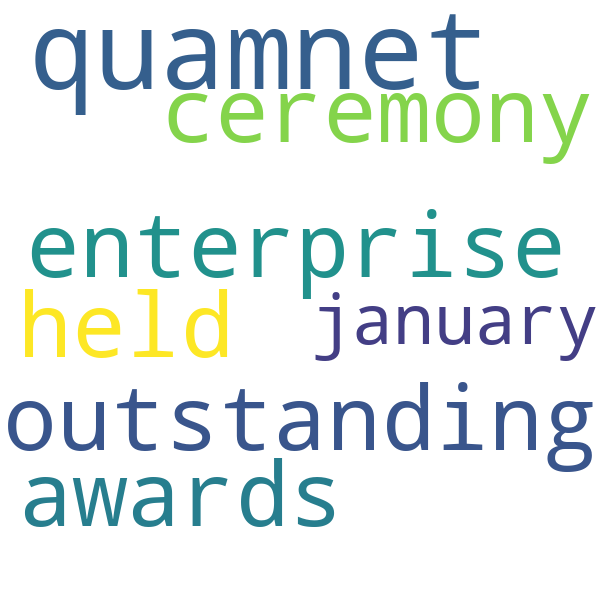 quamnet
ceremony
enterprise
held january
outstanding
awards